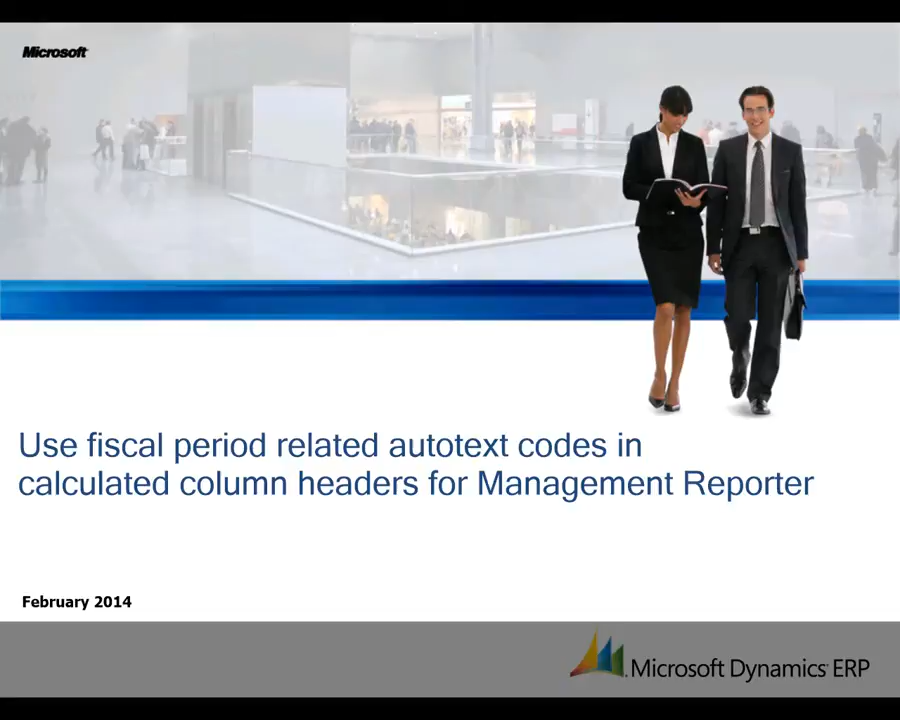 Microsoft
Use fiscal period related autotext codes in
calculated column headers for Management Reporter
February 2014
Microsoft Dynamics ERP